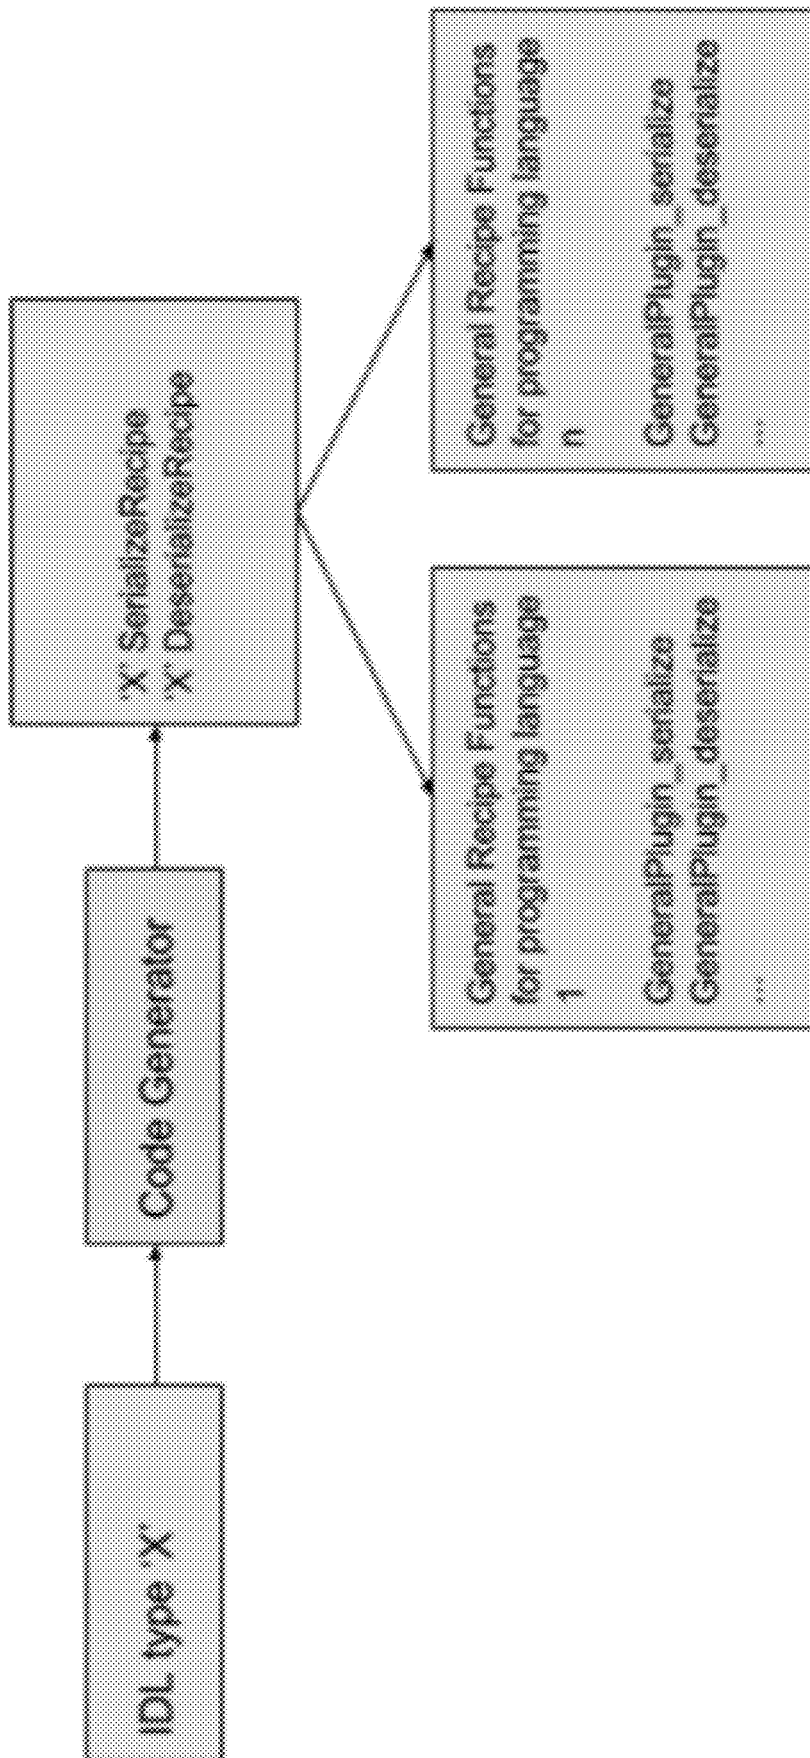 IDL type 'X'
Code Generator
'X' SerializeRecipe
'X' DeserializeRecipe
General Recipe Functions
for programming language
1
GeneralPlugin_serialize
GeneralPlugin_deserialize
...
General Recipe Functions
for programming language
n
GeneralPlugin_serialize
GeneralPlugin_deserialize
...